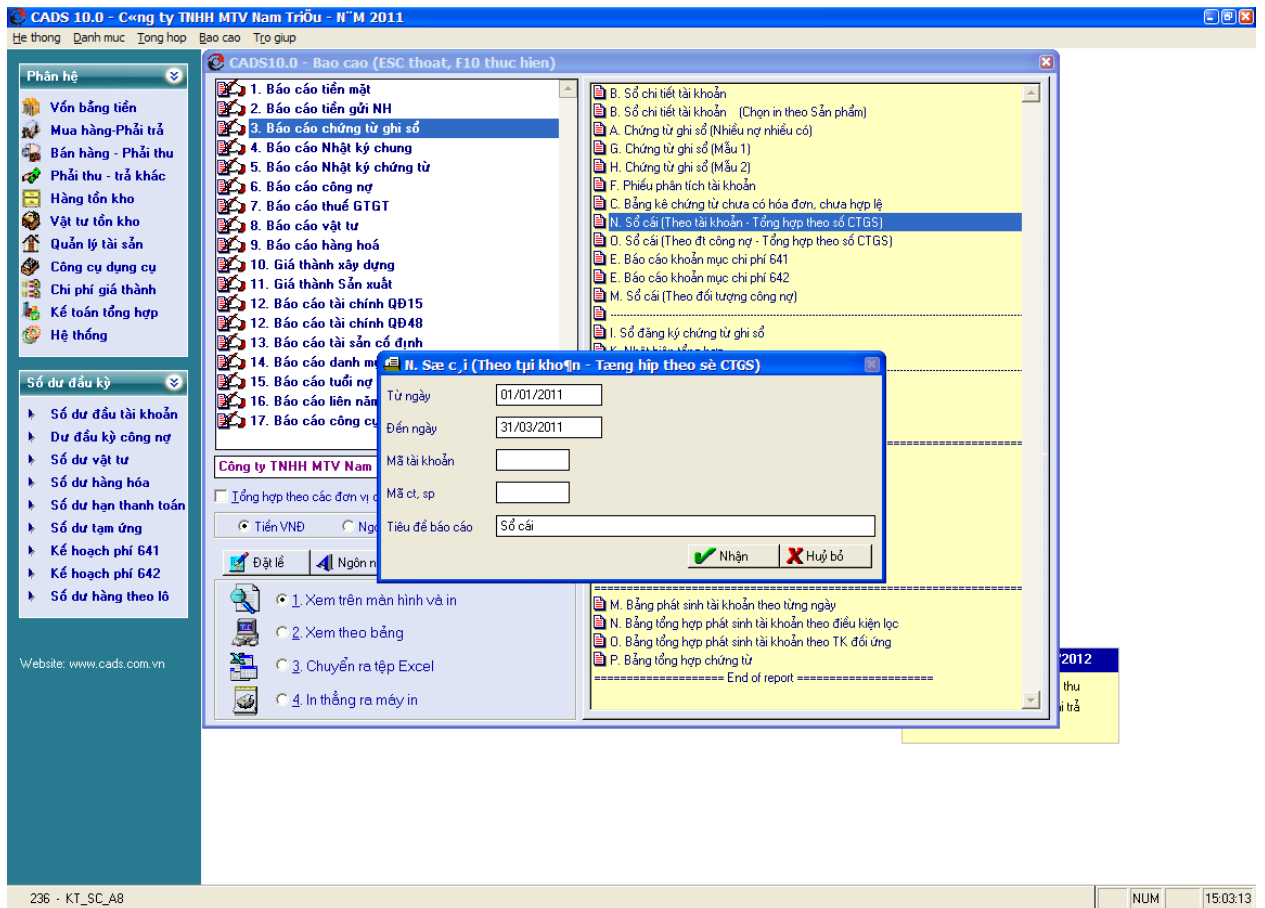 CADS 10.0 - C«ng ty TNHH MTV Nam TriÖu - N¨M 2011
He thong Danh muc Tong hop Bao cao Tro giup
Phân hệ
Vốn bằng tiền
Mua hàng-Phải trả
Bán hàng - Phải thu
Phải thu - trả khác
Hàng tồn kho
Vật tư tồn kho
Quản lý tài sản
Công cụ dụng cụ
Chi phí giá thành
Kế toán tổng hợp
Hệ thống
Số dư đầu kỳ
Số dư đầu tài khoản
Dư đầu kỳ công nợ
Số dư vật tư
Số dư hàng hóa
Số dư hạn thanh toán
Số dư tạm ứng
Kế hoạch phí 641
Kế hoạch phí 642
Số dư hàng theo lô
Website: www.cads.com.vn
CADS10.0 - Bao cao (ESC thoat, F10 thuc hien)
1. Báo cáo tiền mặt
2. Báo cáo tiền gửi NH
3. Báo cáo chứng từ ghi sổ
4. Báo cáo Nhật ký chung
5. Báo cáo Nhật ký chứng từ
6. Báo cáo công nợ
7. Báo cáo thuế GTGT
8. Báo cáo vật tư
9. Báo cáo hàng hoá
10. Giá thành xây dựng
11. Giá thành Sản xuất
12. Báo cáo tài chính QĐ15
12. Báo cáo tài chính QĐ48
13. Báo cáo tài sản cố định
14. Báo cáo danh mụ
15. Báo cáo tuổi nợ
16. Báo cáo liên năm
17. Báo cáo công cụ
Công ty TNHH MTV Nam
Tổng hợp theo các đơn vị c
Tiền VNĐ Ngo
Đặt lề Ngôn n
1. Xem trên màn hình và in
2. Xem theo bảng
3. Chuyển ra tệp Excel
4. In thẳng ra máy in
B. Sổ chi tiết tài khoản
B. Sổ chi tiết tài khoản (Chọn in theo Sản phẩm)
A. Chứng từ ghi sổ (Nhiều nợ nhiều có)
G. Chứng từ ghi sổ (Mẫu 1)
H. Chứng từ ghi sổ (Mẫu 2)
F. Phiếu phân tích tài khoản
C. Bảng kê chứng từ chưa có hóa đơn, chưa hợp lệ
N. Sổ cái (Theo tài khoản - Tổng hợp theo số CTGS)
O. Sổ cái (Theo đt công nợ - Tổng hợp theo số CTGS)
E. Báo cáo khoản mục chi phí 641
E. Báo cáo khoản mục chi phí 642
M. Sổ cái (Theo đối tượng công nợ)
I. Sổ đăng ký chứng từ ghi sổ
N. Sæ c¸i (Theo tµi kho¶n - Tæng hîp theo sè CTGS)
Từ ngày 01/01/2011
Đến ngày 31/03/2011
Mã tài khoản
Mã ct, sp
Tiêu đề báo cáo Sổ cái
Nhận Huỷ bỏ
M. Bảng phát sinh tài khoản theo từng ngày
N. Bảng tổng hợp phát sinh tài khoản theo điều kiện lọc
O. Bảng tổng hợp phát sinh tài khoản theo TK đối ứng
P. Bảng tổng hợp chứng từ
==================== End of report =====================
2012
thu
i trả
236 - KT_SC_A8 NUM 15:03:13